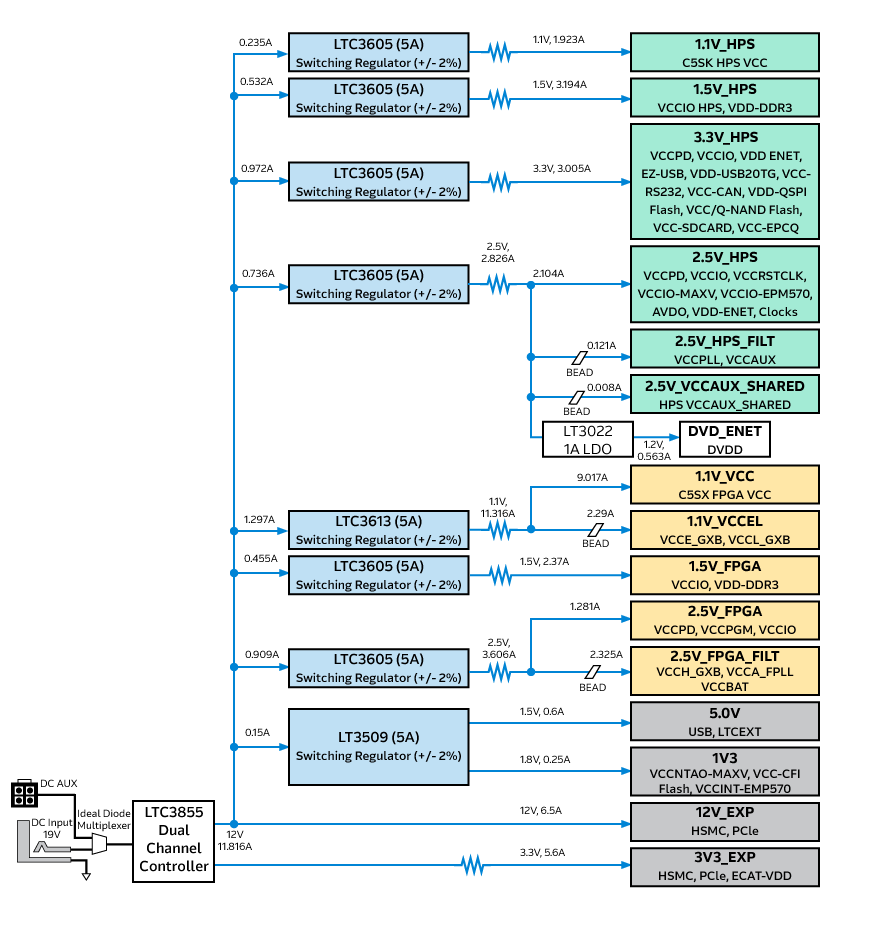 0.235A
LTC3605 (5A)
Switching Regulator (+/- 2%)
1.1V, 1.923A
1.1V_HPS
C5SK HPS VCC
0.532A
LTC3605 (5A)
Switching Regulator (+/- 2%)
1.5V, 3.194A
1.5V_HPS
VCCIO HPS, VDD-DDR3
0.972A
LTC3605 (5A)
Switching Regulator (+/- 2%)
3.3V, 3.005A
3.3V_HPS
VCCPD, VCCIO, VDD ENET,
EZ-USB, VDD-USB20TG, VCC-
RS232, VCC-CAN, VDD-QSPI
Flash, VCC/Q-NAND Flash,
VCC-SDCARD, VCC-EPCQ
0.736A
LTC3605 (5A)
Switching Regulator (+/- 2%)
2.5V,
2.826A
2.104A
2.5V_HPS
VCCPD, VCCIO, VCCRSTCLK,
VCCIO-MAXV, VCCIO-EPM570,
AVDO, VDD-ENET, Clocks
0.121A
BEAD
2.5V_HPS_FILT
VCCPLL, VCCAUX
0.008A
BEAD
2.5V_VCCAUX_SHARED
HPS VCCAUX_SHARED
LT3022
1A LDO
1.2V,
0.563A
DVD_ENET
DVDD
9.017A
1.1V_VCC
C5SX FPGA VCC
1.297A
LTC3613 (5A)
Switching Regulator (+/- 2%)
1.1V,
11.316A
2.29A
BEAD
1.1V_VCCEL
VCCE_GXB, VCCL_GXB
0.455A
LTC3605 (5A)
Switching Regulator (+/- 2%)
1.5V, 2.37A
1.5V_FPGA
VCCIO, VDD-DDR3
1.281A
2.5V_FPGA
VCCPD, VCCPGM, VCCIO
0.909A
LTC3605 (5A)
Switching Regulator (+/- 2%)
2.5V,
3.606A
2.325A
BEAD
2.5V_FPGA_FILT
VCCH_GXB, VCCA_FPLL
VCCBAT
0.15A
LT3509 (5A)
Switching Regulator (+/- 2%)
1.5V, 0.6A
5.0V
USB, LTCEXT
1.8V, 0.25A
1V3
VCCNTAO-MAXV, VCC-CFI
Flash, VCCINT-EMP570
DC AUX
DC Input
19V
Ideal Diode
Multiplexer
LTC3855
Dual
Channel
Controller
12V
11.816A
12V, 6.5A
12V_EXP
HSMC, PCle
3.3V, 5.6A
3V3_EXP
HSMC, PCle, ECAT-VDD